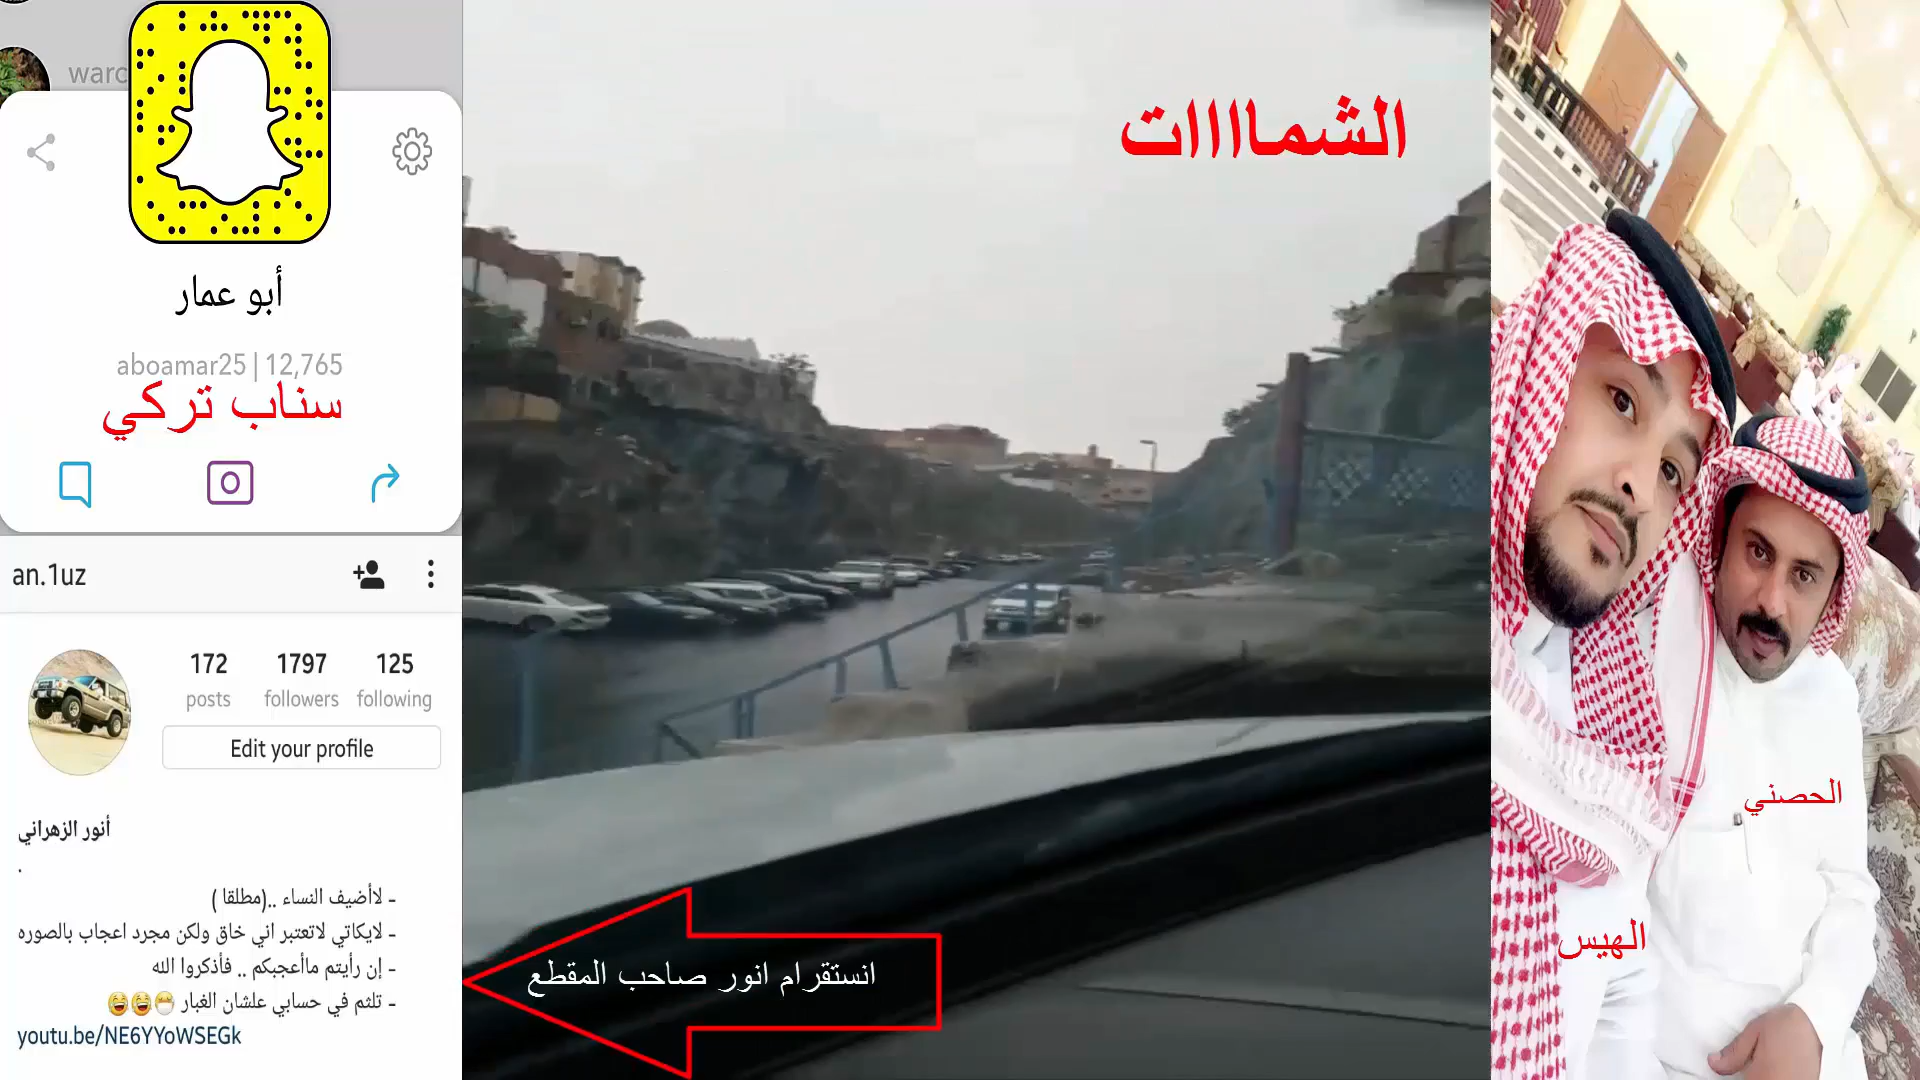 warc
أبو عمار
aboamar25 | 12,765
سناب تركي
an.1uz
172 1797 125
posts followers following
Edit your profile
أنور الزهراني
.
- لاأضيف النساء ..(مطلقا )
- لايكاتي لاتعتبر اني خاق ولكن مجرد اعجاب بالصوره
- إن رأيتم ماأعجبكم .. فأذكروا الله
- تلثم في حسابي علشان الغبار 😷😂😂
youtu.be/NE6YYoWSEGk
الشماااات
انستقرام انور صاحب المقطع
الحصني
الهيس